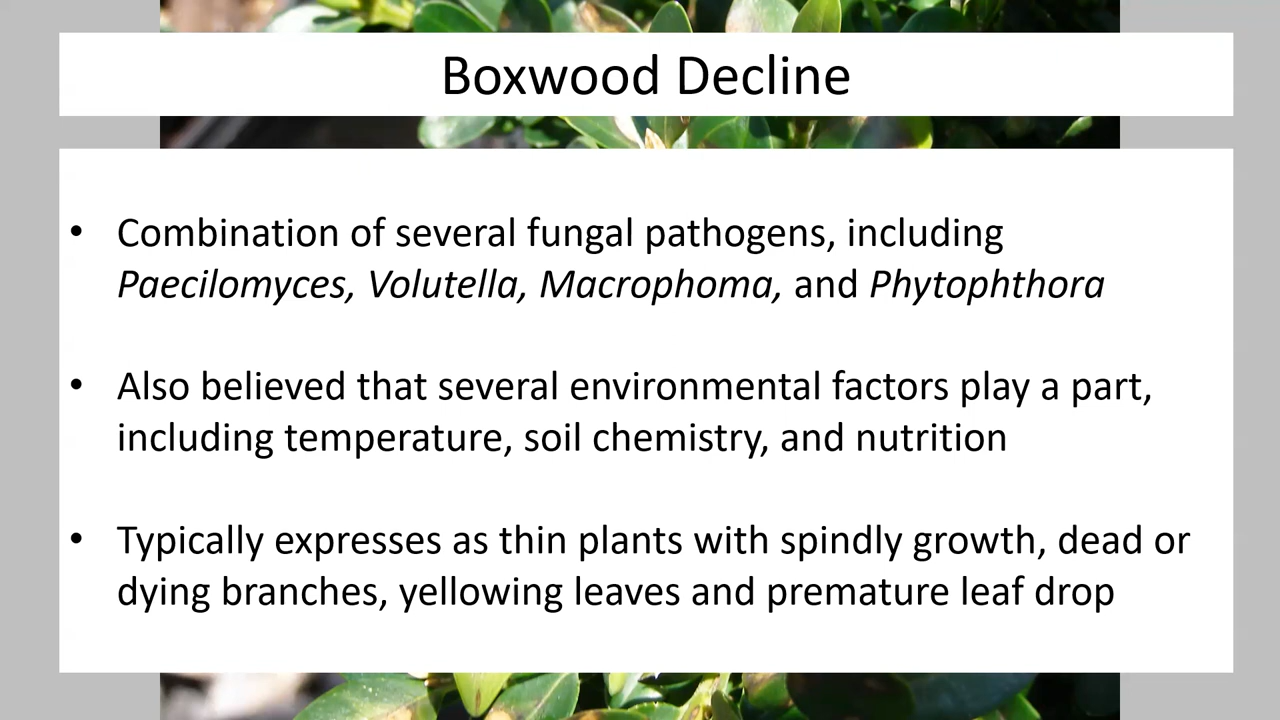 Boxwood Decline
• Combination of several fungal pathogens, including
Paecilomyces, Volutella, Macrophoma, and Phytophthora
• Also believed that several environmental factors play a part,
including temperature, soil chemistry, and nutrition
• Typically expresses as thin plants with spindly growth, dead or
dying branches, yellowing leaves and premature leaf drop